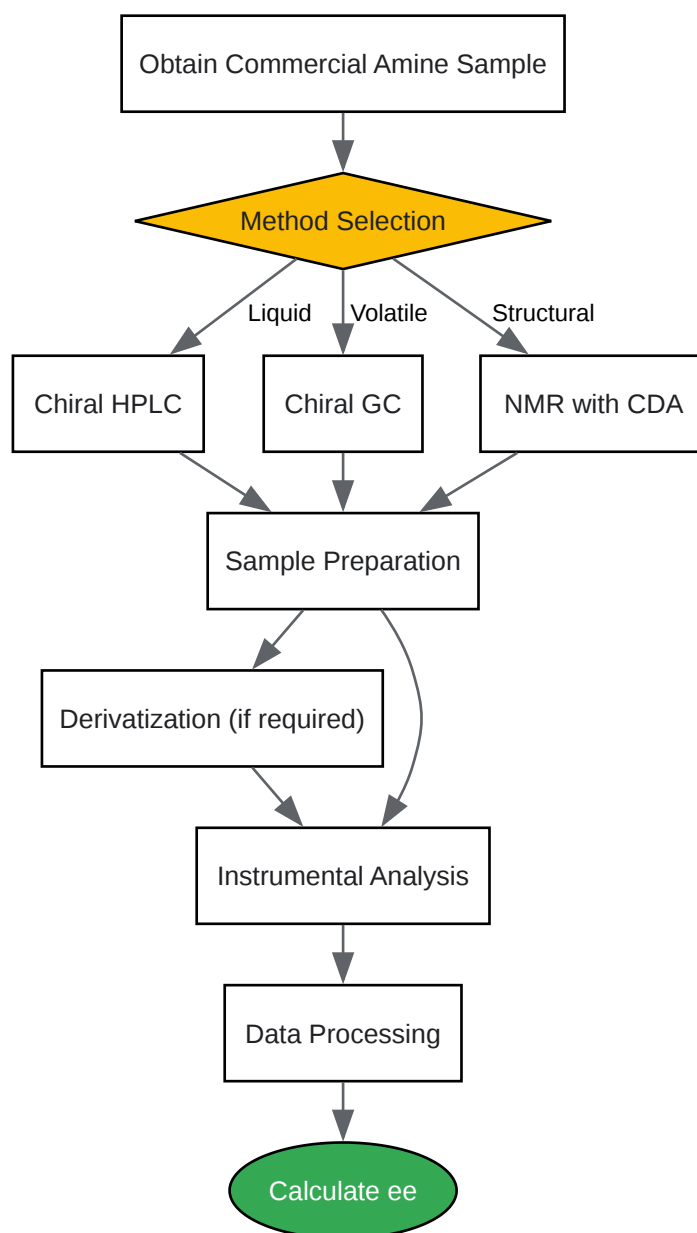 Obtain Commercial Amine Sample
Method Selection
Liquid
Volatile
Structural
Chiral HPLC
Chiral GC
NMR with CDA
Sample Preparation
Derivatization (if required)
Instrumental Analysis
Data Processing
Calculate ee